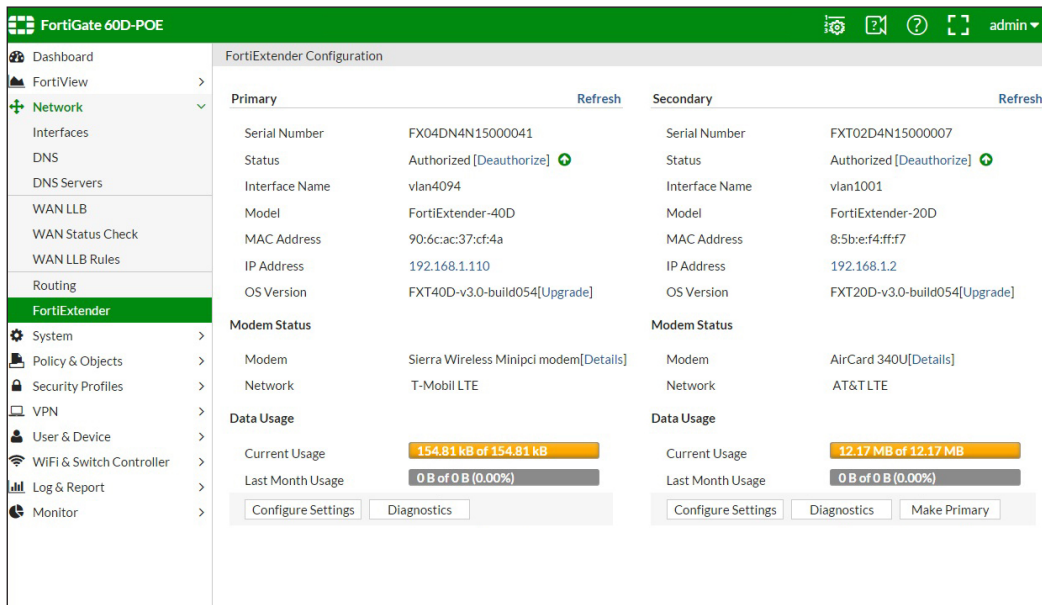 FortiGate 60D-POE
admin
Dashboard
FortiView
Network
Interfaces
DNS
DNS Servers
WAN LLB
WAN Status Check
WAN LLB Rules
Routing
FortiExtender
System
Policy & Objects
Security Profiles
VPN
User & Device
WiFi & Switch Controller
Log & Report
Monitor
FortiExtender Configuration
Primary Refresh
Serial Number FX04DN4N15000041
Status Authorized [Deauthorize]
Interface Name vlan4094
Model FortiExtender-40D
MAC Address 90:6c:ac:37:cf:4a
IP Address 192.168.1.110
OS Version FXT40D-v3.0-build054[Upgrade]
Modem Status
Modem Sierra Wireless Minipci modem[Details]
Network T-Mobil LTE
Data Usage
Current Usage 154.81 kB of 154.81 kB
Last Month Usage 0 B of 0 B (0.00%)
Configure Settings Diagnostics
Secondary Refresh
Serial Number FXT02D4N15000007
Status Authorized [Deauthorize]
Interface Name vlan1001
Model FortiExtender-20D
MAC Address 8:5b:e:f4:ff:f7
IP Address 192.168.1.2
OS Version FXT20D-v3.0-build054[Upgrade]
Modem Status
Modem AirCard 340U[Details]
Network AT&T LTE
Data Usage
Current Usage 12.17 MB of 12.17 MB
Last Month Usage 0 B of 0 B (0.00%)
Configure Settings Diagnostics Make Primary